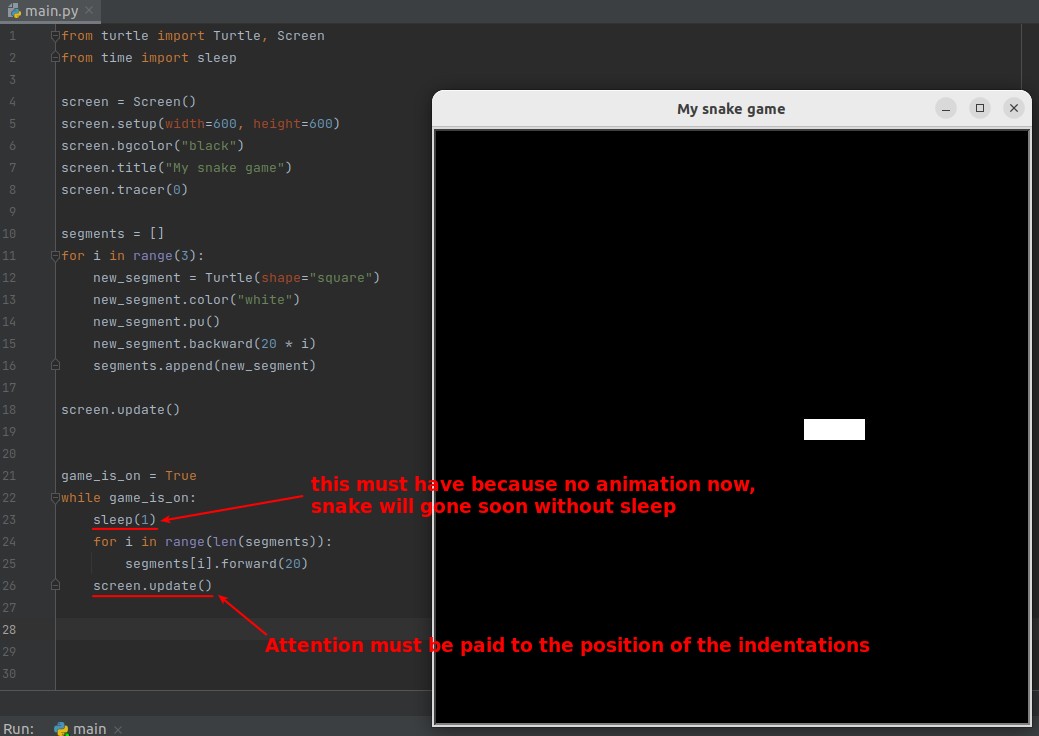 main.py
1 from turtle import Turtle, Screen
2 from time import sleep
3
4 screen = Screen()
5 screen.setup(width=600, height=600)
6 screen.bgcolor("black")
7 screen.title("My snake game")
8 screen.tracer(0)
9
10 segments = []
11 for i in range(3):
12     new_segment = Turtle(shape="square")
13     new_segment.color("white")
14     new_segment.pu()
15     new_segment.backward(20 * i)
16     segments.append(new_segment)
17
18 screen.update()
19
20
21 game_is_on = True
22 while game_is_on:
23     sleep(1)
24     for i in range(len(segments)):
25         segments[i].forward(20)
26     screen.update()
27
28
29
30
My snake game
this must have because no animation now,
snake will gone soon without sleep
Attention must be paid to the position of the indentations
Run: main